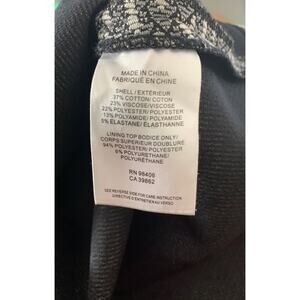 MADE IN CHINA
FABRIQUÉ EN CHINE
SHELL / EXTÉRIEUR
37% COTTON/ COTON
23% VISCOSE/VISCOSE
22% POLYESTER/ POLYESTER
13% POLYAMIDE/ POLYAMIDE
5% ELASTANE/ ÉLASTHANNE
LINING TOP BODICE ONLY/
CORPS SUPERIEUR DOUBLURE
94% POLYESTER/ POLYESTER
6% POLYURETHANE/
POLYURÉTHANE
RN 98408
CA 39862
SEE REVERSE SIDE FOR CARE INSTRUCTION
DIRECTIVE D'ENTRETIEN AU VERSO